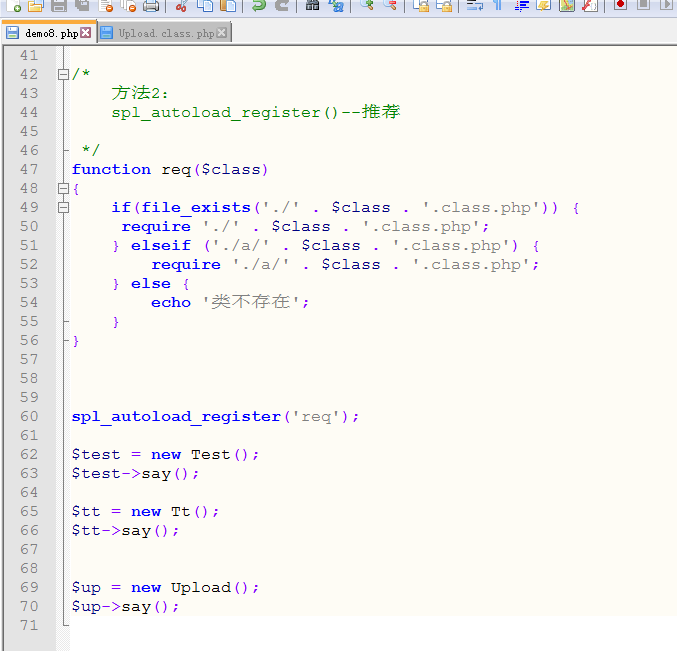 demo8.php Upload.class.php
41
42 /*
43 方法2:
44 spl_autoload_register()--推荐
45
46 */
47 function req($class)
48 {
49 if(file_exists('./' . $class . '.class.php')) {
50 require './' . $class . '.class.php';
51 } elseif ('./a/' . $class . '.class.php') {
52 require './a/' . $class . '.class.php';
53 } else {
54 echo '类不存在';
55 }
56 }
57
58
59
60 spl_autoload_register('req');
61
62 $test = new Test();
63 $test->say();
64
65 $tt = new Tt();
66 $tt->say();
67
68
69 $up = new Upload();
70 $up->say();
71